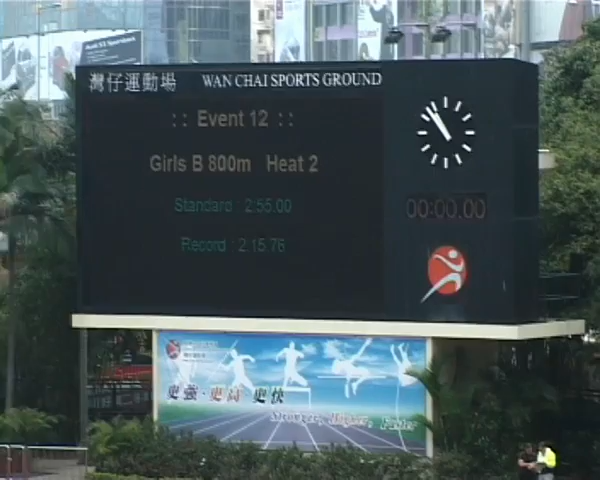 灣仔運動場 WAN CHAI SPORTS GROUND
:: Event 12 ::
Girls B 800m Heat 2
Standard : 2:55.00
Record : 2:15.76
00:00.00
更強·更高 更快
Stronger, Higher, Faster